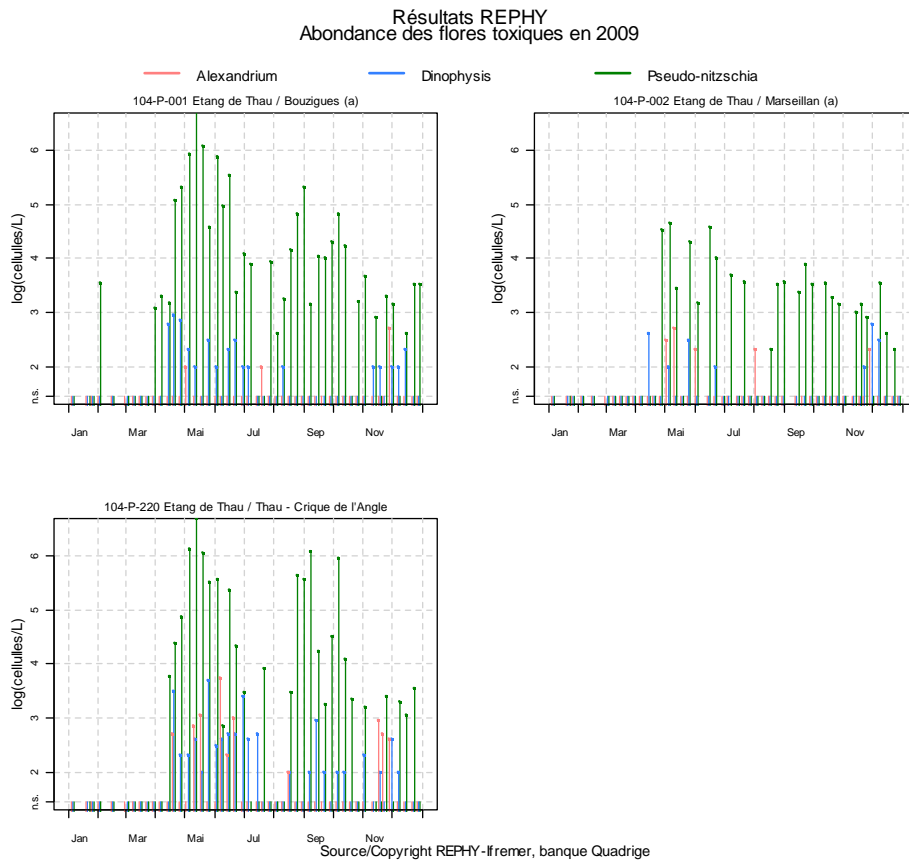 Résultats REPHY
Abondance des flores toxiques en 2009
Alexandrium Dinophysis Pseudo-nitzschia
104-P-001 Etang de Thau / Bouzigues (a)
log(cellulles/L)
6
5
4
3
2
n.s.
Jan Mar Mai Jul Sep Nov
104-P-002 Etang de Thau / Marseillan (a)
log(cellulles/L)
6
5
4
3
2
n.s.
Jan Mar Mai Jul Sep Nov
104-P-220 Etang de Thau / Thau - Crique de l'Angle
log(cellulles/L)
6
5
4
3
2
n.s.
Jan Mar Mai Jul Sep Nov
Source/Copyright REPHY-Ifremer, banque Quadrige